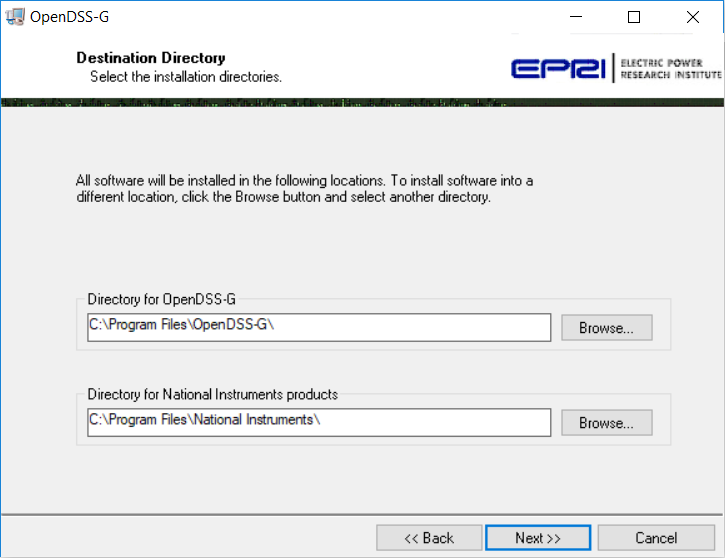 OpenDSS-G
Destination Directory
Select the installation directories.
EPRI
ELECTRIC POWER
RESEARCH INSTITUTE
All software will be installed in the following locations. To install software into a
different location, click the Browse button and select another directory.
Directory for OpenDSS-G
C:\Program Files\OpenDSS-G\
Browse...
Directory for National Instruments products
C:\Program Files\National Instruments\
Browse...
<< Back
Next >>
Cancel